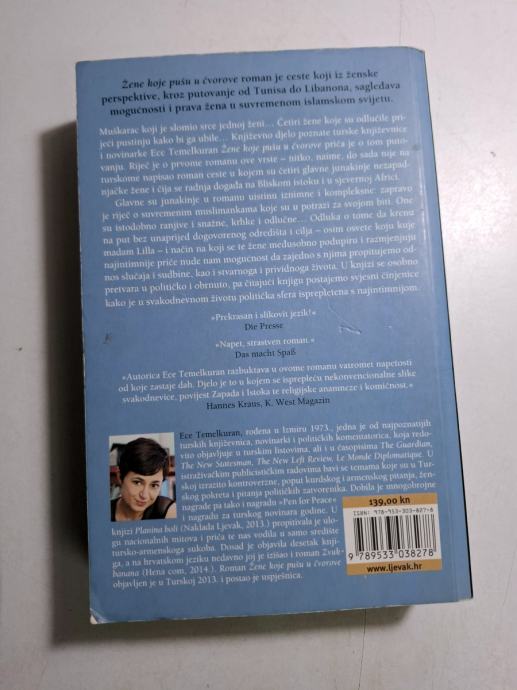 Žene koje pušu u čvorove roman je ceste koji iz ženske
perspektive, kroz putovanje od Tunisa do Libanona, sagledava
mogućnosti i prava žena u suvremenom islamskom svijetu.
Muškarac koji je slomio srce jednoj ženi... Četiri žene koje su odlučile pri-
jeći pustinju kako bi ga ubile... Književno djelo poznate turske književnice
i novinarke Ece Temelkuran Žene koje pušu u čvorove priča je o tom puto-
vanju. Riječ je o prvome romanu ove vrste – nitko, naime, do sada nije na
turskome napisao roman ceste u kojem su četiri glavne junakinje nezapad-
njačke žene i čija se radnja događa na Bliskom istoku i u sjevernoj Africi.
Glavne su junakinje u romanu uistinu iznimne i kompleksne: zapravo
je riječ o suvremenim muslimankama koje su u potrazi za svojom biti. One
su istodobno ranjive i snažne, krhke i odlučne... Odluka o tome da krenu
na put bez unaprijed dogovorenog odredišta i cilja – osim osvete koju kuje
madam Lilla – i način na koji se te žene međusobno podupiru i razmjenjuju
najintimnije priče nude nam mogućnost da zajedno s njima propitujemo od-
nos slučaja i sudbine, kao i stvarnoga i prividnoga života. U knjizi se osobno
pretvara u političko i obrnuto, pa čitajući knjigu postajemo svjesni činjenice
kako je u svakodnevnom životu politička sfera isprepletena s najintimnijom.
»Prekrasan i slikovit jezik!«
Die Presse
»Napet, strastven roman.«
Das macht Spaß
»Autorica Ece Temelkuran razbuktava u ovome romanu vatromet napetosti
od koje zastaje dah. Djelo je to u kojem se isprepleću nekonvencionalne slike
svakodnevice, povijest Zapada i Istoka te religijske anamneze i komičnost.«
Hannes Kraus, K. West Magazin
Ece Temelkuran, rođena u Izmiru 1973., jedna je od najpoznatijih
turskih književnica, novinarki i političkih komentatorica, koja redo-
vito objavljuje u turskim listovima, ali i u časopisima The Guardian,
The New Statesman, The New Left Review, Le Monde Diplomatique. U
istraživačkim publicističkim radovima bavi se temama koje su u Tur-
skoj izrazito kontroverzne, poput kurdskog i armenskog pitanja, žen-
skog pokreta i pitanja političkih zatvorenika. Dobila je mnogobrojne
nagrade pa tako i nagradu »Pen for Peace«
i nagradu za turskog novinara godine. U
knjizi Planina boli (Naklada Ljevak, 2013.) propitivala je ulo-
gu nacionalnih mitova i priča te nas vodila u samo središte
tursko-armenskoga sukoba. Dosad je objavila desetak knji-
ga, a na hrvatskom jeziku nedavno joj je izišao i roman Zvuk
banana (Hena com, 2014.). Roman Žene koje pušu u čvorove
objavljen je u Turskoj 2013. i postao je uspješnica.
139,00 kn
ISBN: 978-953-303-827-8
9 789533 038278
www.ljevak.hr